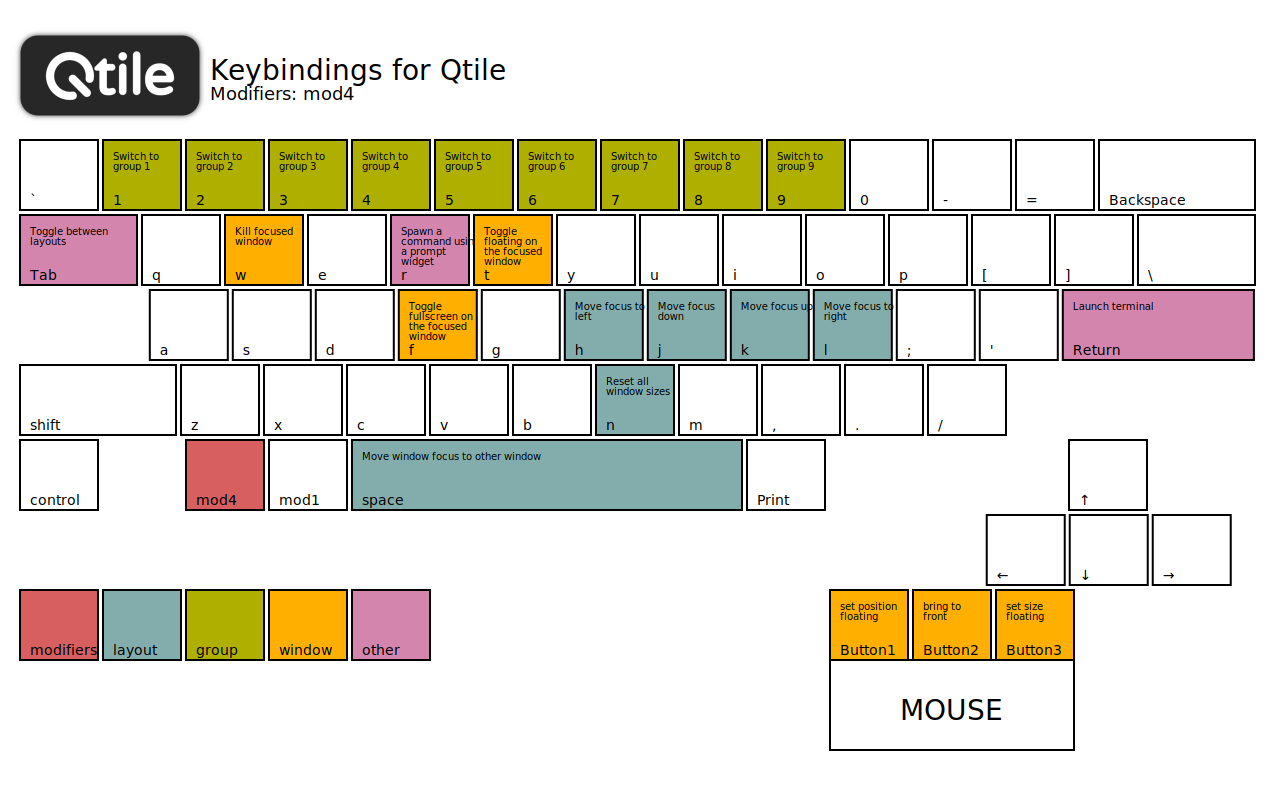 Qtile
Keybindings for Qtile
Modifiers: mod4
`
Switch to
group 1
1
Switch to
group 2
2
Switch to
group 3
3
Switch to
group 4
4
Switch to
group 5
5
Switch to
group 6
6
Switch to
group 7
7
Switch to
group 8
8
Switch to
group 9
9
0
-
=
Backspace
Toggle between
layouts
Tab
q
Kill focused
window
w
e
Spawn a
command usin
a prompt
widget
r
Toggle
floating on
the focused
window
t
y
u
i
o
p
[
]
\
a
s
d
Toggle
fullscreen on
the focused
window
f
g
Move focus to
left
h
Move focus
down
j
Move focus up
k
Move focus to
right
l
;
'
Launch terminal
Return
shift
z
x
c
v
b
Reset all
window sizes
n
m
,
.
/
control
mod4
mod1
Move window focus to other window
space
Print
↑
←
↓
→
modifiers
layout
group
window
other
set position
floating
Button1
bring to
front
Button2
set size
floating
Button3
MOUSE